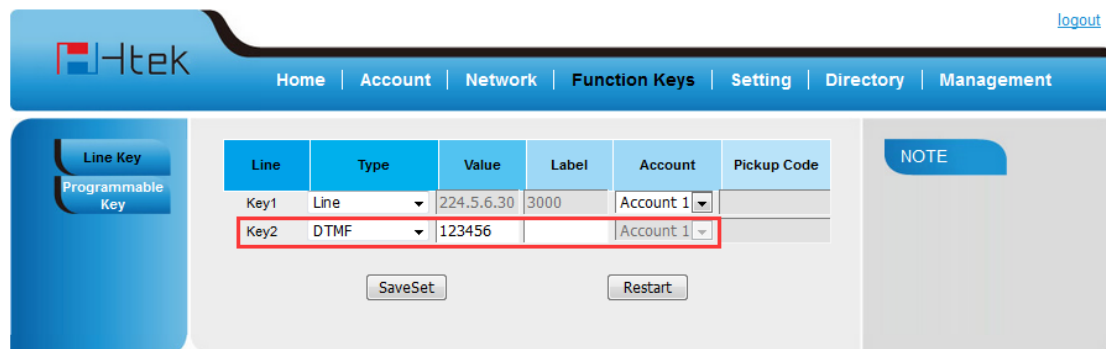 logout
Htek
Home | Account | Network | Function Keys | Setting | Directory | Management
Line Key
Programmable Key
Line Type Value Label Account Pickup Code
Key1 Line 224.5.6.30 3000 Account 1
Key2 DTMF 123456 Account 1
SaveSet Restart
NOTE